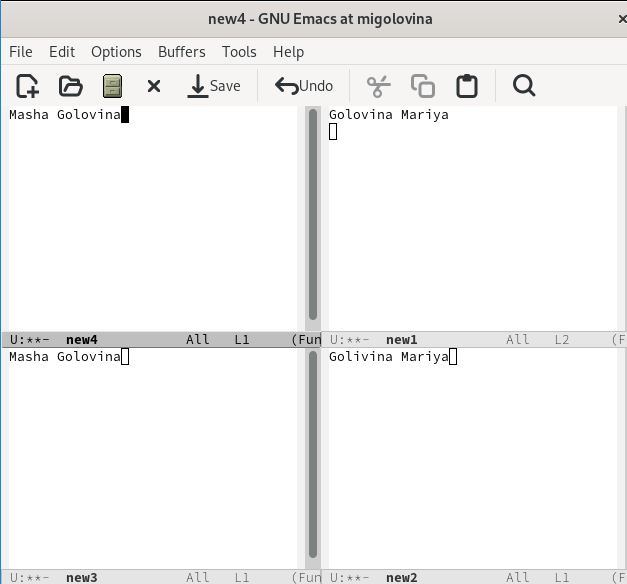 new4 - GNU Emacs at migolovina
File Edit Options Buffers Tools Help
Save Undo
Masha Golovina
Golovina Mariya
U:**- new4 All L1 (Fun
U:**- new1 All L2 (F
Masha Golovina
Golivina Mariya
U:**- new3 All L1 (Fun
U:**- new2 All L1 (F